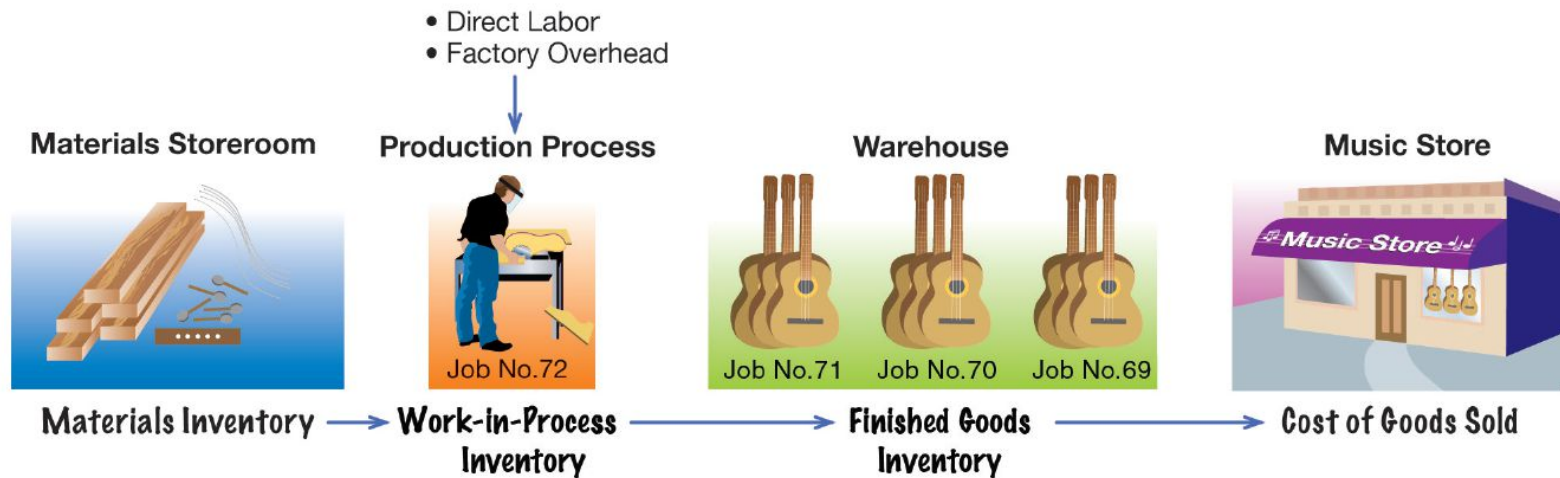 • Direct Labor
• Factory Overhead
Materials Storeroom
Production Process
Warehouse
Music Store
Music Store
Job No.72
Job No.71
Job No.70
Job No.69
Materials Inventory
Work-in-Process
Inventory
Finished Goods
Inventory
Cost of Goods Sold